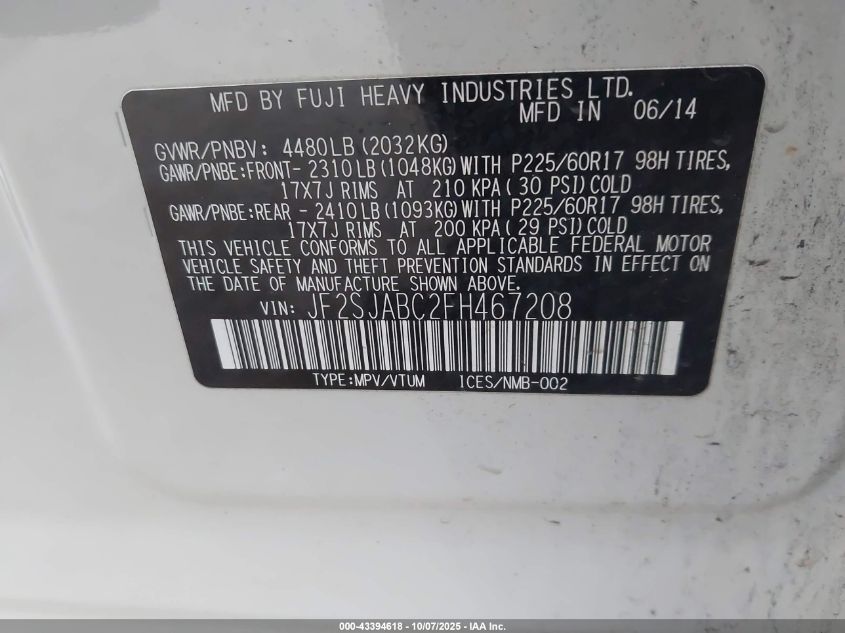 MFD BY FUJI HEAVY INDUSTRIES LTD.
MFD IN 06/14
GVWR/PNBV: 4480LB (2032KG)
GAWR/PNBE:FRONT- 2310LB (1048KG) WITH P225/60R17 98H TIRES,
17X7J RIMS AT 210 KPA ( 30 PSI) COLD
GAWR/PNBE:REAR - 2410LB (1093KG) WITH P225/60R17 98H TIRES,
17X7J RIMS AT 200 KPA ( 29 PSI) COLD
THIS VEHICLE CONFORMS TO ALL APPLICABLE FEDERAL MOTOR
VEHICLE SAFETY AND THEFT PREVENTION STANDARDS IN EFFECT ON
THE DATE OF MANUFACTURE SHOWN ABOVE.
VIN: JF2SJABC2FH467208
TYPE:MPV/VTUM ICES/NMB-002
000-43394618 - 10/07/2025 - IAA Inc.